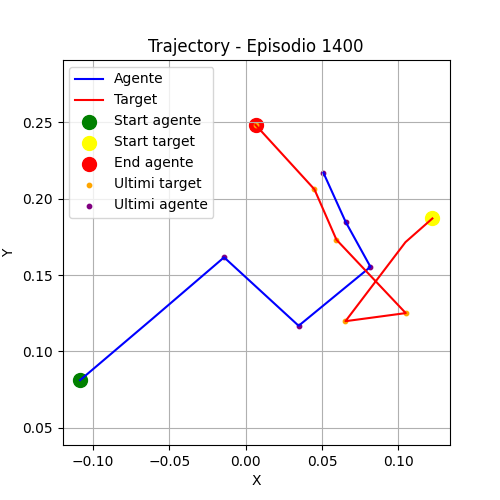 Trajectory - Episodio 1400
Agente
Target
Start agente
Start target
End agente
Ultimi target
Ultimi agente
0.25
0.20
0.15
0.10
0.05
Y
−0.10
−0.05
0.00
0.05
0.10
X